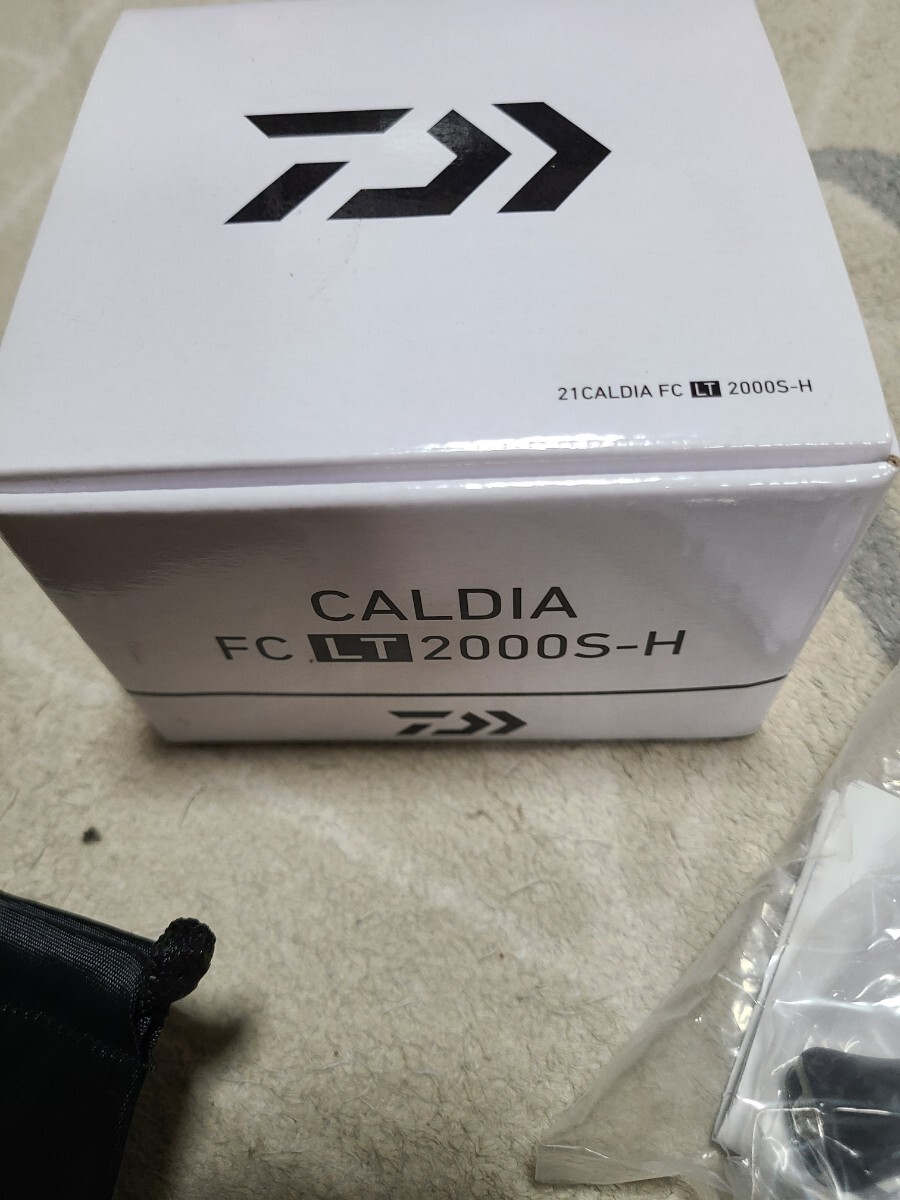 21CALDIA FC LT 2000S-H
CALDIA
FC LT 2000S-H